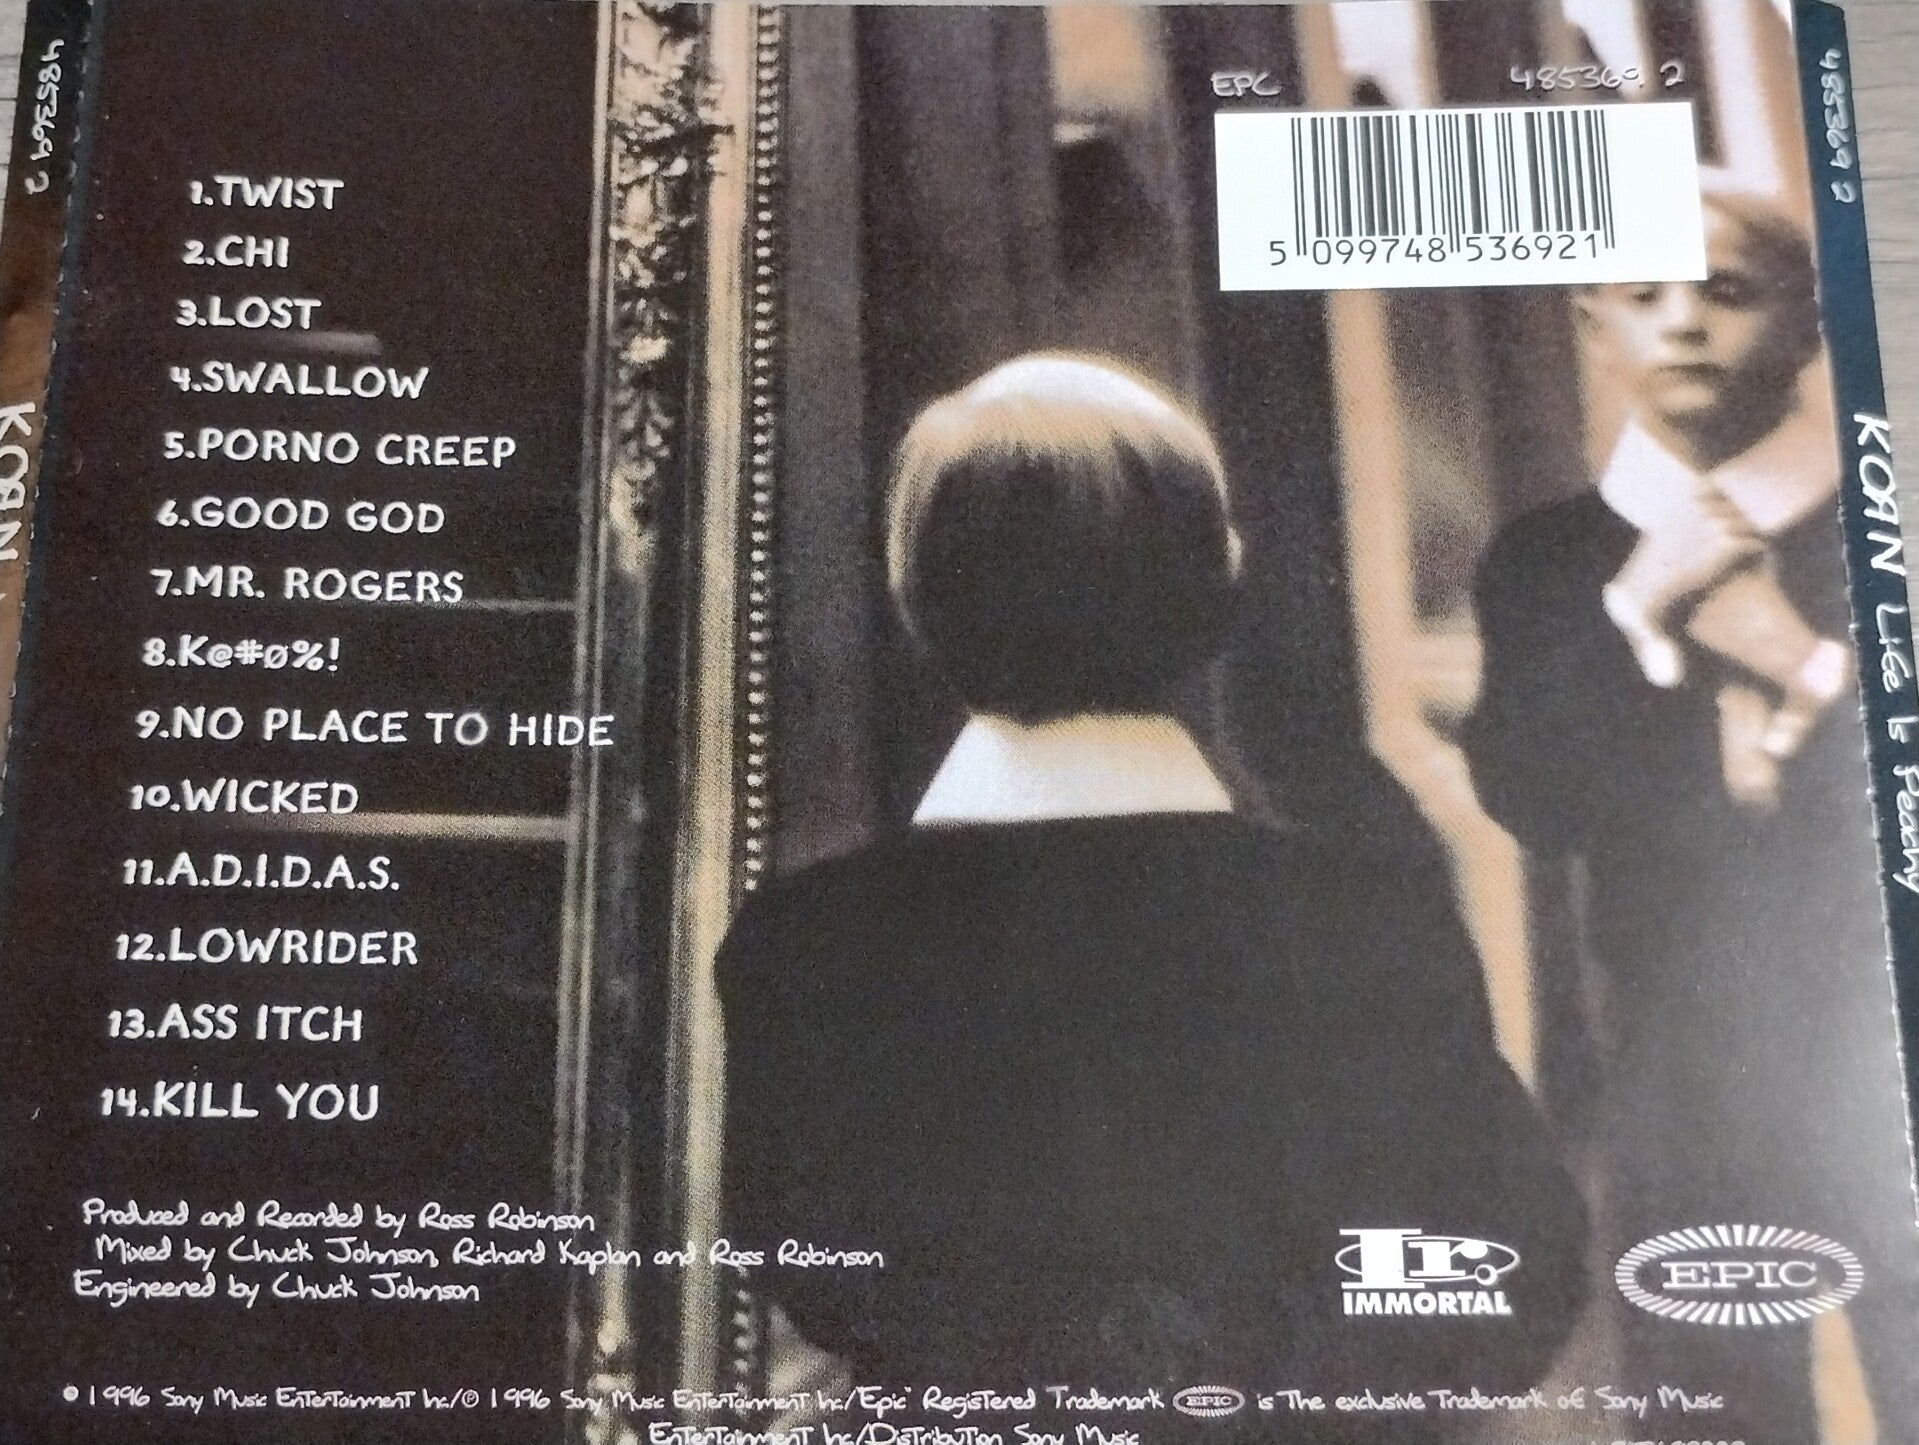 485369 2
KoRN
EPC 485369 2
5 099748 536921
1.TWIST
2.CHI
3.LOST
4.SWALLOW
5.PORNO CREEP
6.GOOD GOD
7.MR. ROGERS
8.K@#ø%!
9.NO PLACE TO HIDE
10.WICKED
11.A.D.I.D.A.S.
12.LOWRIDER
13.ASS ITCH
14.KILL YOU
Produced and Recorded by Ross Robinson
Mixed by Chuck Johnson, Richard Kaplan and Ross Robinson
Engineered by Chuck Johnson
Ir.
IMMORTAL
EPIC
© 1996 Sony Music Entertainment Inc/℗ 1996 Sony Music Entertainment Inc/"Epic" Registered Trademark EPIC is The exclusive Trademark of Sony Music
Entertainment Inc/Distribution Sony Music
485369 2
KoRN Life Is Peachy